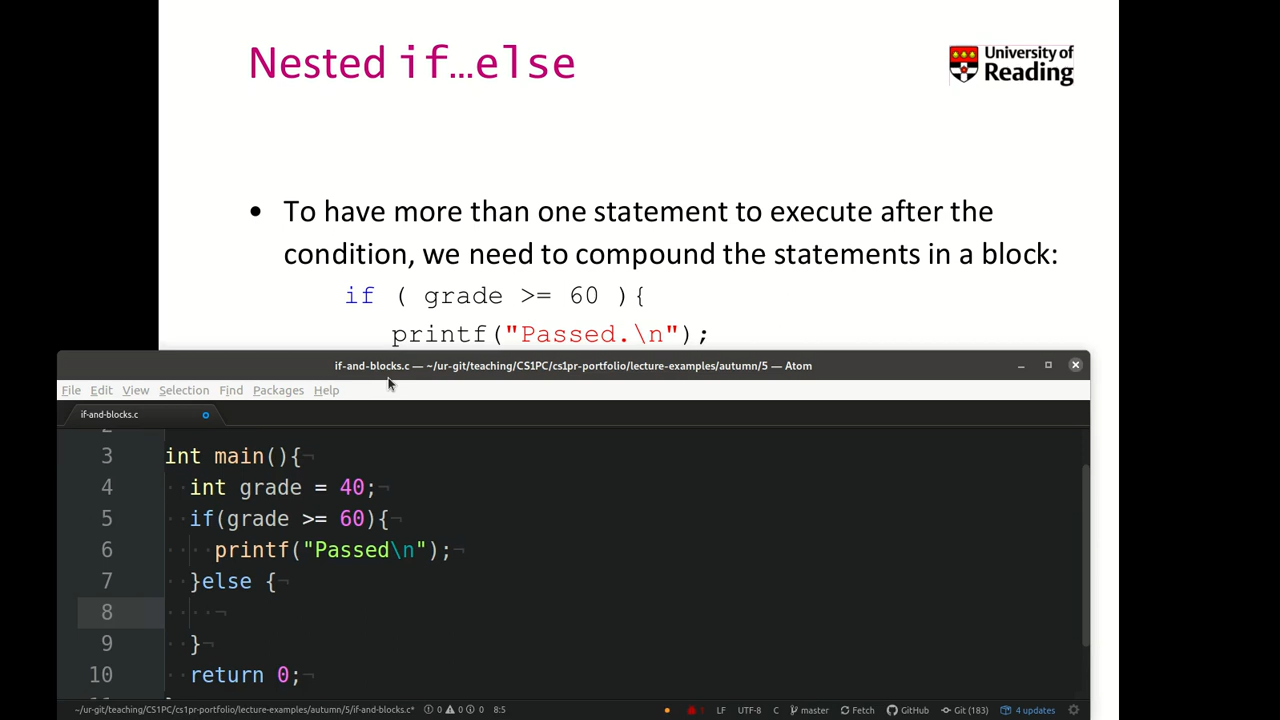 Nested if…else
University of
Reading
• To have more than one statement to execute after the
condition, we need to compound the statements in a block:
if ( grade >= 60 ){
printf("Passed.\n");
if-and-blocks.c — ~/ur-git/teaching/CS1PC/cs1pr-portfolio/lecture-examples/autumn/5 — Atom
File Edit View Selection Find Packages Help
if-and-blocks.c
3 int main(){¬
4 int grade = 40;¬
5 if(grade >= 60){¬
6 printf("Passed\n");¬
7 }else {¬
8 ¬
9 }¬
10 return 0;¬
~/ur-git/teaching/CS1PC/cs1pr-portfolio/lecture-examples/autumn/5/if-and-blocks.c* 0 0 0 8:5 1 LF UTF-8 C master Fetch GitHub Git (183) 4 updates